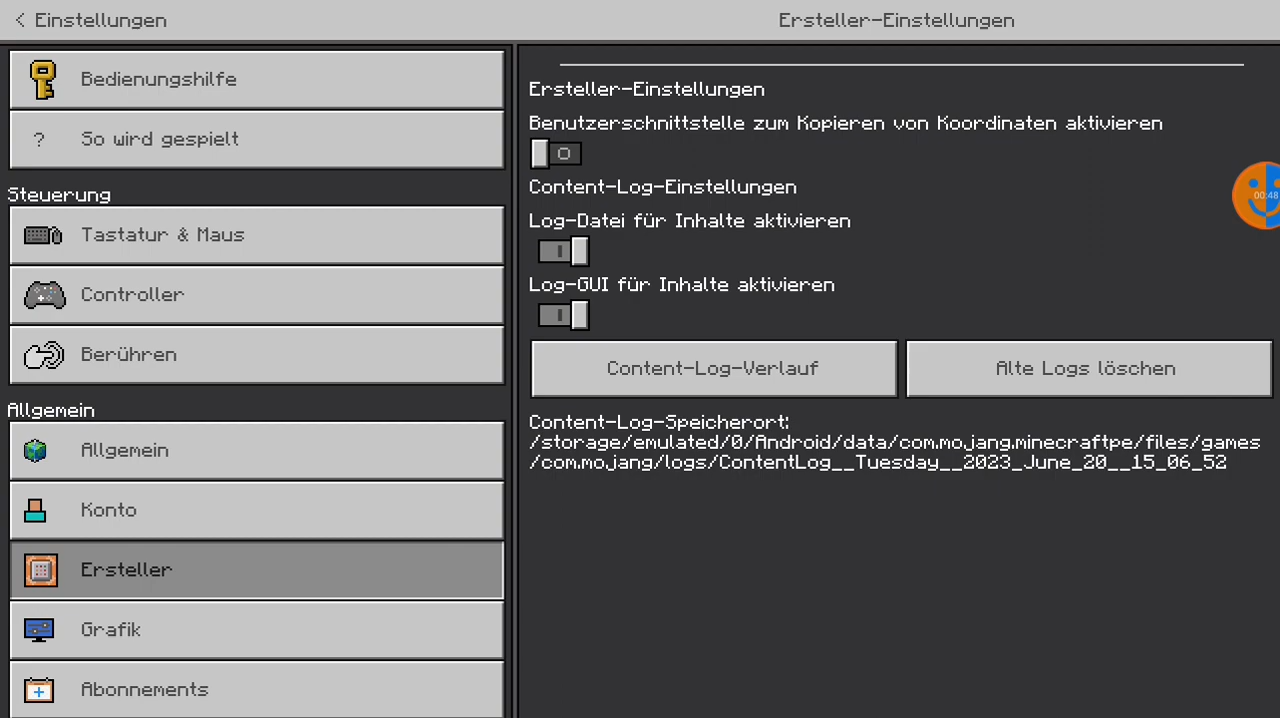 Einstellungen
Ersteller-Einstellungen
Bedienungshilfe
? So wird gespielt
Steuerung
Tastatur & Maus
Controller
Berühren
Allgemein
Allgemein
Konto
Ersteller
Grafik
Abonnements
Ersteller-Einstellungen
Benutzerschnittstelle zum Kopieren von Koordinaten aktivieren
Content-Log-Einstellungen
Log-Datei für Inhalte aktivieren
Log-GUI für Inhalte aktivieren
Content-Log-Verlauf
Alte Logs löschen
Content-Log-Speicherort:
/storage/emulated/0/Android/data/com.mojang.minecraftpe/files/games
/com.mojang/logs/ContentLog__Tuesday__2023_June_20__15_06_52
00:48